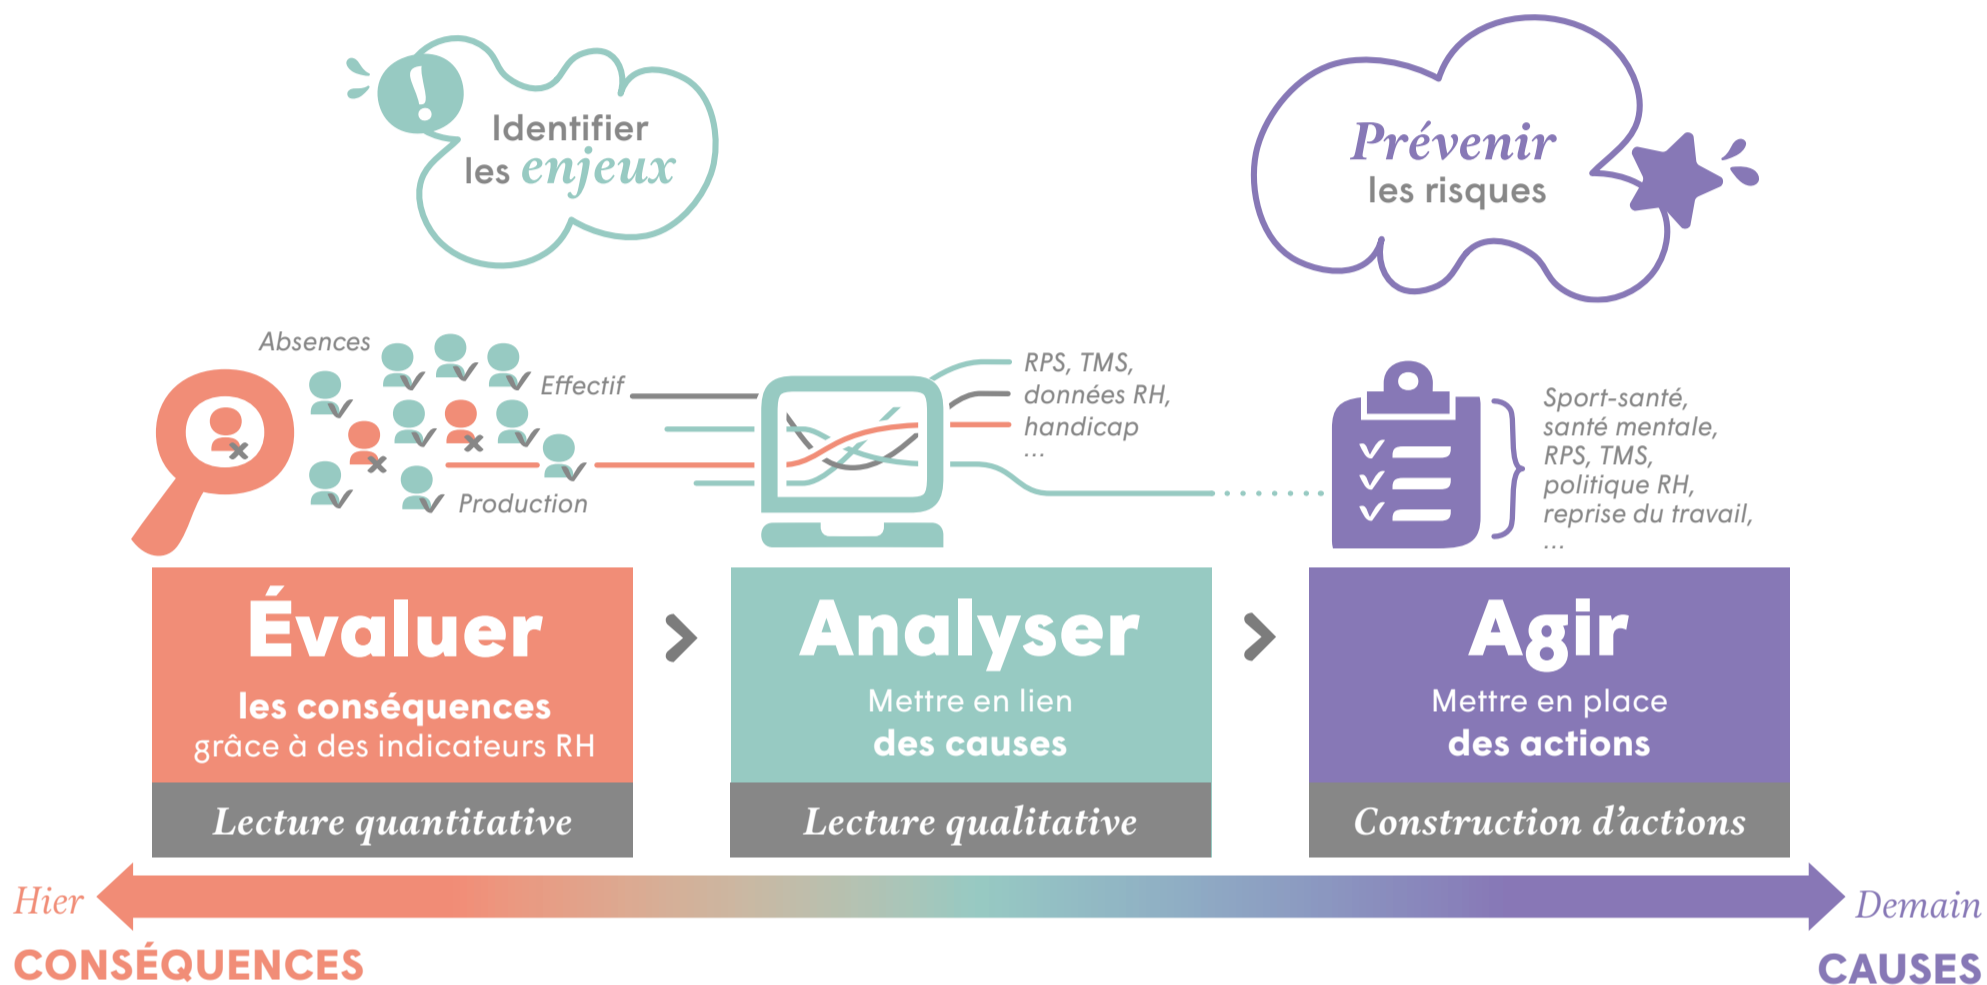 Identifier
les enjeux
Prévenir
les risques
Absences
Effectif
Production
RPS, TMS,
données RH,
handicap
...
Sport-santé,
santé mentale,
RPS, TMS,
politique RH,
reprise du travail,
...
Évaluer
les conséquences
grâce à des indicateurs RH
Lecture quantitative
Analyser
Mettre en lien
des causes
Lecture qualitative
Agir
Mettre en place
des actions
Construction d'actions
Hier
CONSÉQUENCES
Demain
CAUSES